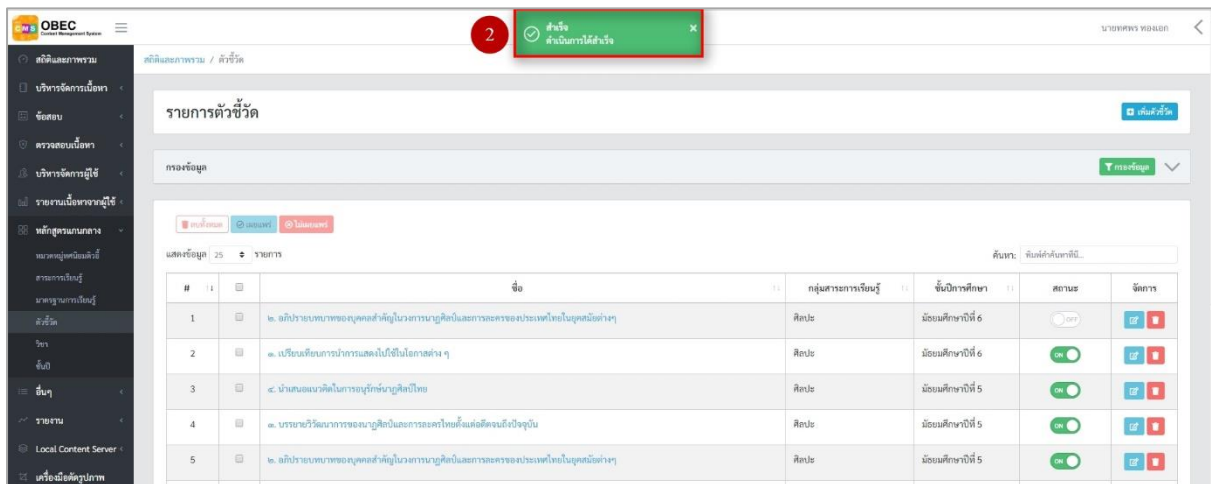 CMS OBEC
Content Management System
2
สำเร็จ
ดำเนินการได้สำเร็จ
นายทศพร ทองเอก
สถิติและภาพรวม
บริหารจัดการเนื้อหา
ข้อสอบ
ตรวจสอบเนื้อหา
บริหารจัดการผู้ใช้
รายงานเนื้อหาจากผู้ใช้
หลักสูตรแกนกลาง
หมวดหมู่ทศนิยมดิวอี้
สาระการเรียนรู้
มาตรฐานการเรียนรู้
ตัวชี้วัด
วิชา
ชั้นปี
อื่นๆ
รายงาน
Local Content Server
เครื่องมือตัดรูปภาพ
สถิติและภาพรวม / ตัวชี้วัด
รายการตัวชี้วัด
เพิ่มตัวชี้วัด
กรองข้อมูล
กรองข้อมูล
ลบทั้งหมด เผยแพร่ ไม่เผยแพร่
แสดงข้อมูล 25 รายการ
ค้นหา: พิมพ์คำค้นหาที่นี่...
# ชื่อ กลุ่มสาระการเรียนรู้ ชั้นปีการศึกษา สถานะ จัดการ
1 ๒. อภิปรายบทบาทของบุคคลสำคัญในวงการนาฏศิลป์และการละครของประเทศไทยในยุคสมัยต่างๆ ศิลปะ มัธยมศึกษาปีที่ 6 OFF
2 ๑. เปรียบเทียบการนำการแสดงไปใช้ในโอกาสต่าง ๆ ศิลปะ มัธยมศึกษาปีที่ 6 ON
3 ๔. นำเสนอแนวคิดในการอนุรักษ์นาฏศิลป์ไทย ศิลปะ มัธยมศึกษาปีที่ 5 ON
4 ๓. บรรยายวิวัฒนาการของนาฏศิลป์และการละครไทยตั้งแต่อดีตจนถึงปัจจุบัน ศิลปะ มัธยมศึกษาปีที่ 5 ON
5 ๒. อภิปรายบทบาทของบุคคลสำคัญในวงการนาฏศิลป์และการละครของประเทศไทยในยุคสมัยต่างๆ ศิลปะ มัธยมศึกษาปีที่ 5 ON